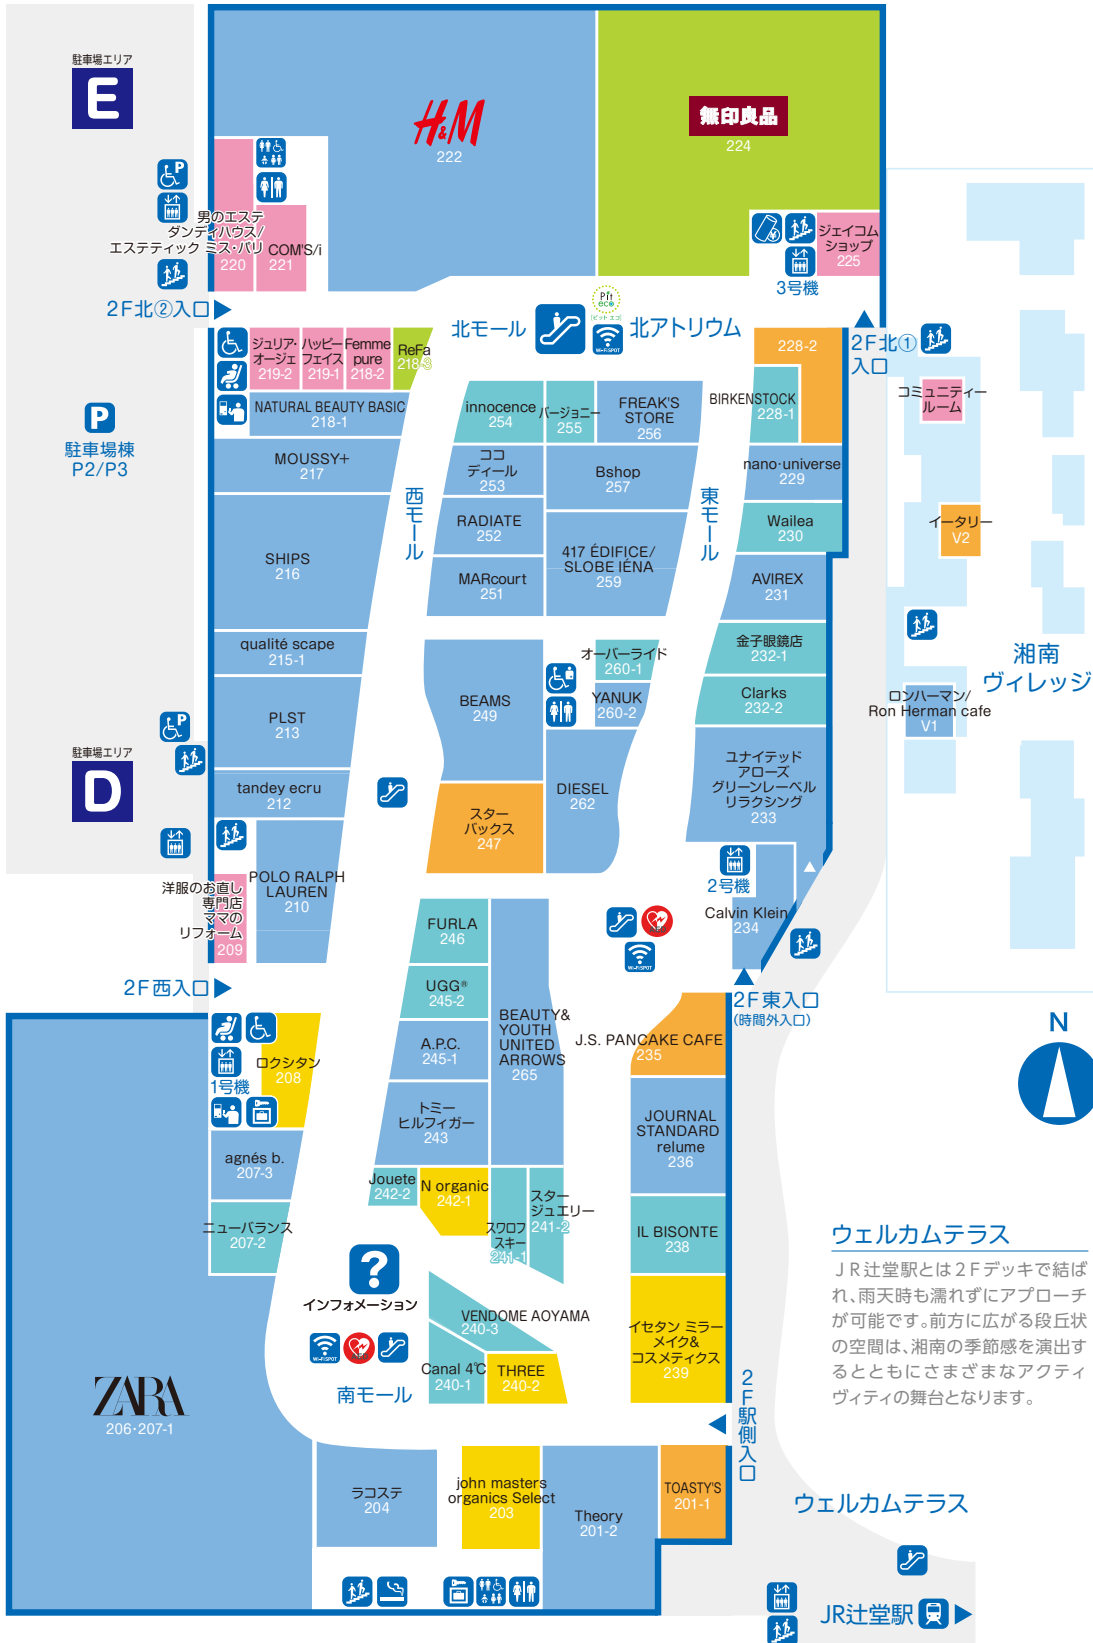 駐車場エリア
E
H&M
222
無印良品
224
男のエステ
ダンディハウス/
エステティック ミス・パリ
220
COM'S/i
221
ジェイコム
ショップ
225
3号機
2F北②入口
北モール
Pit
eco
[ピット エコ]
Wi-Fi SPOT
北アトリウム
2F北①
入口
ジュリア・
オージェ
219-2
ハッピー
フェイス
219-1
Femme
pure
218-2
ReFa
218-3
228-2
NATURAL BEAUTY BASIC
218-1
innocence
254
バージョニー
255
FREAK'S
STORE
256
BIRKENSTOCK
228-1
コミュニティー
ルーム
P
駐車場棟
P2/P3
MOUSSY+
217
ココ
ディール
253
Bshop
257
nano・universe
229
西モール
東モール
SHIPS
216
RADIATE
252
417 ÉDIFICE/
SLOBE IÉNA
259
Wailea
230
イータリー
V2
MARcourt
251
AVIREX
231
qualité scape
215-1
オーバーライド
260-1
金子眼鏡店
232-1
湘南
ヴィレッジ
PLST
213
BEAMS
249
YANUK
260-2
Clarks
232-2
ロンハーマン/
Ron Herman cafe
V1
駐車場エリア
D
tandey ecru
212
スター
バックス
247
DIESEL
262
ユナイテッド
アローズ
グリーンレーベル
リラクシング
233
POLO RALPH
LAUREN
210
洋服のお直し
専門店
ママの
リフォーム
209
2号機
Calvin Klein
234
FURLA
246
Wi-Fi SPOT
2F西入口
UGG®
245-2
2F東入口
(時間外入口)
BEAUTY&
YOUTH
UNITED
ARROWS
265
J.S. PANCAKE CAFE
235
N
A.P.C.
245-1
ロクシタン
208
1号機
トミー
ヒルフィガー
243
JOURNAL
STANDARD
relume
236
agnés b.
207-3
Jouete
242-2
N organic
242-1
スワロフ
スキー
241-1
スター
ジュエリー
241-2
ニューバランス
207-2
IL BISONTE
238
ウェルカムテラス
JR辻堂駅とは2Fデッキで結ば
れ、雨天時も濡れずにアプローチ
が可能です。前方に広がる段丘状
の空間は、湘南の季節感を演出す
るとともにさまざまなアクティ
ヴィティの舞台となります。
?
インフォメーション
Wi-Fi SPOT
VENDOME AOYAMA
240-3
イセタン ミラー
メイク&
コスメティクス
239
Canal 4℃
240-1
THREE
240-2
南モール
ZARA
206・207-1
2F駅側入口
ラコステ
204
john masters
organics Select
203
Theory
201-2
TOASTY'S
201-1
ウェルカムテラス
JR辻堂駅